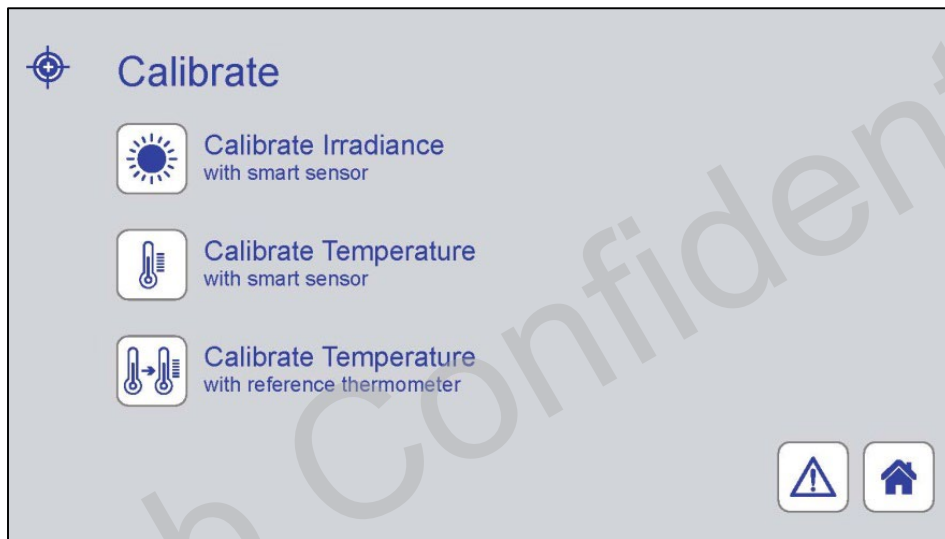 Calibrate
Calibrate Irradiance
with smart sensor
Calibrate Temperature
with smart sensor
Calibrate Temperature
with reference thermometer